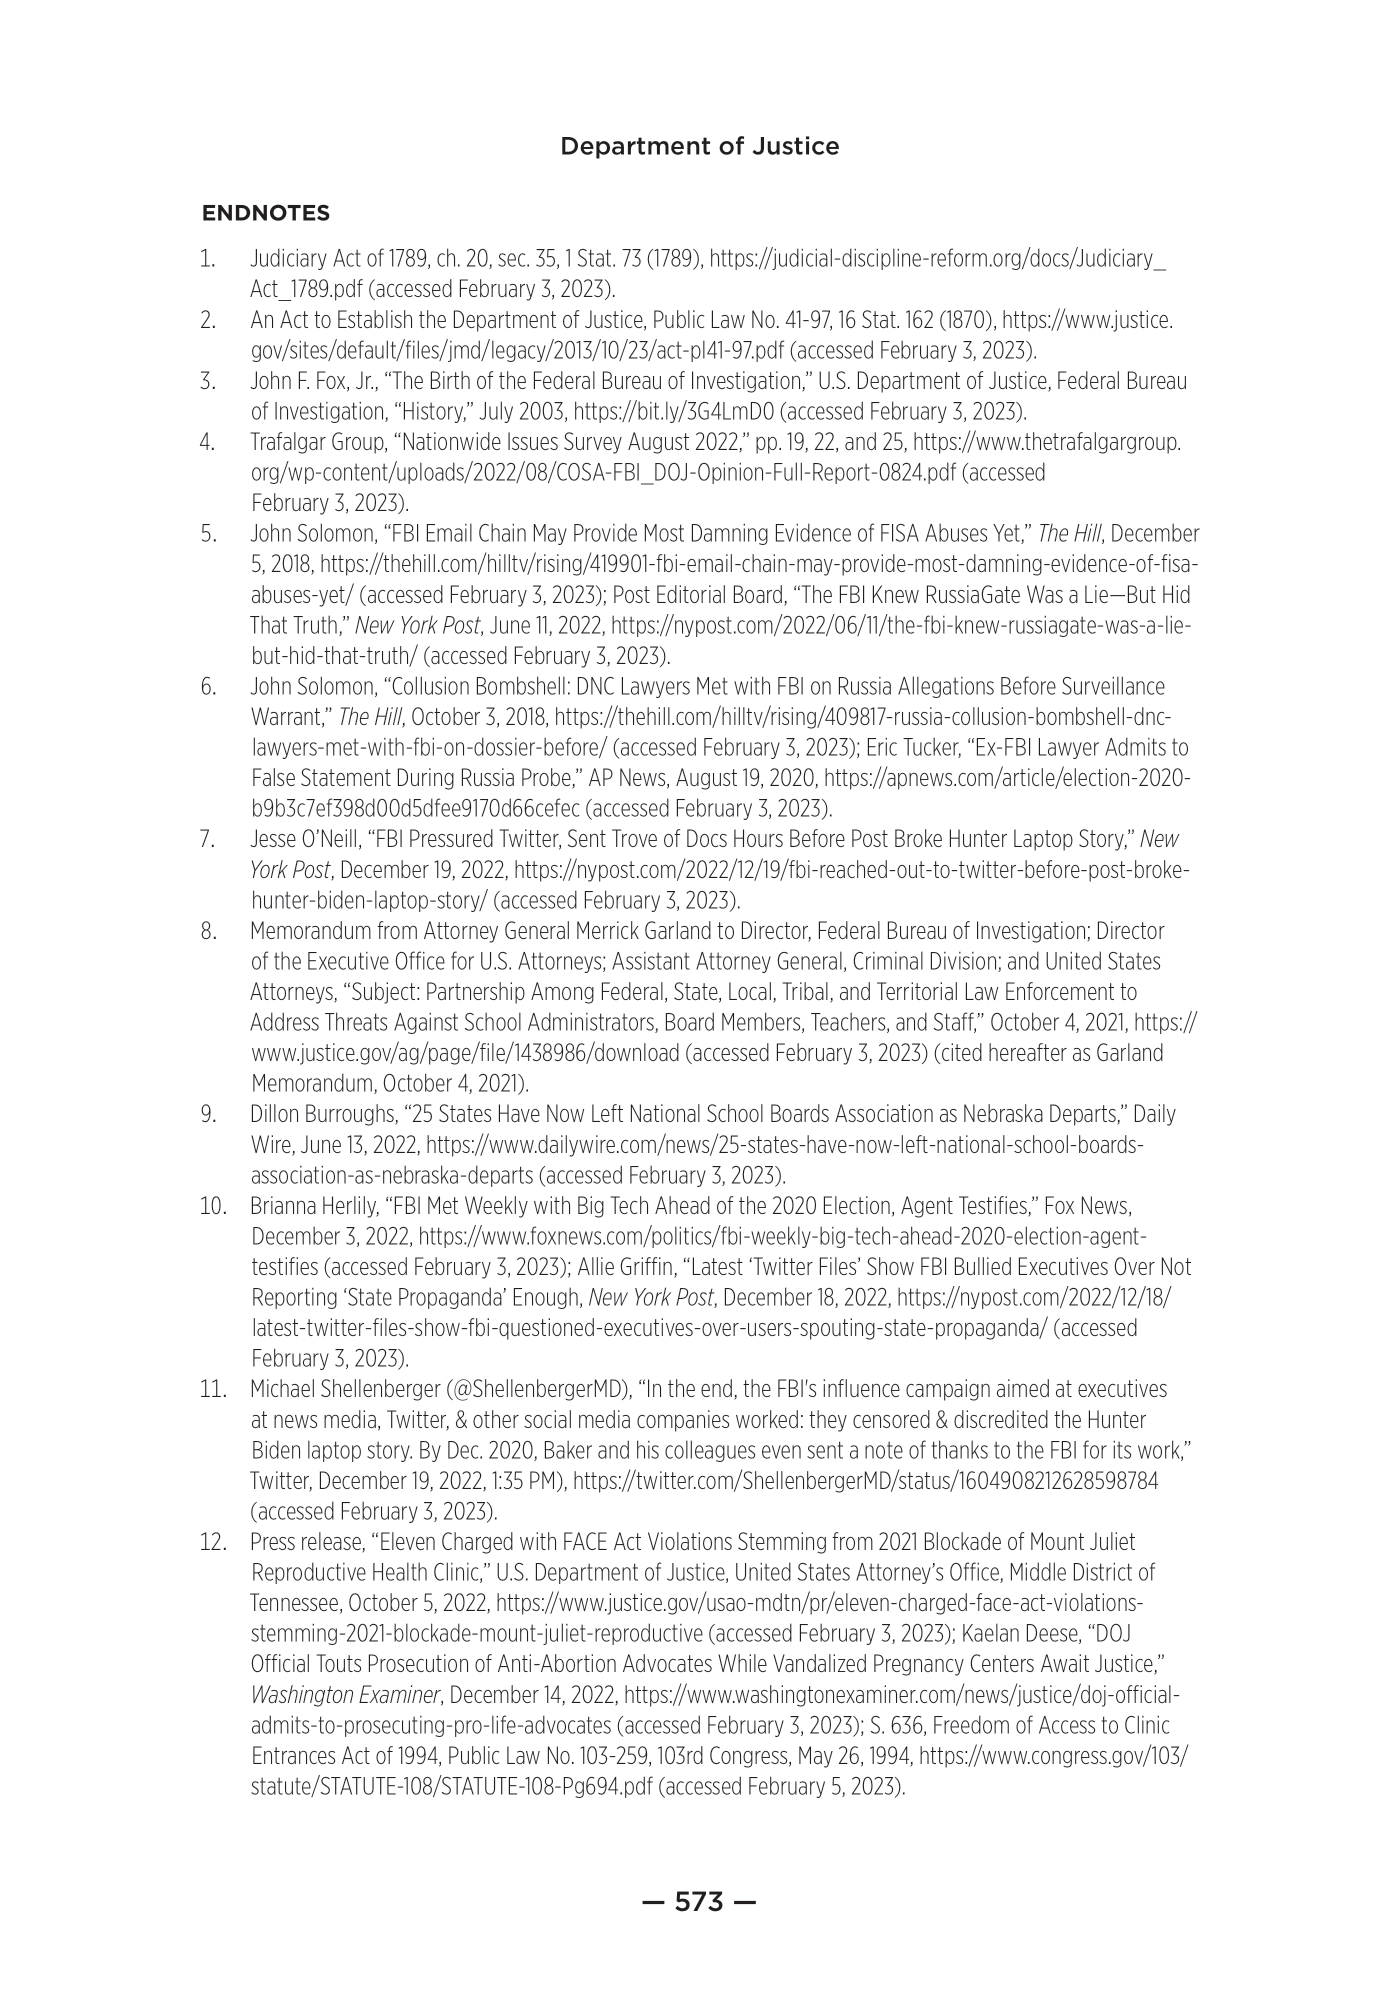 Department of Justice
ENDNOTES
1. Judiciary Act of 1789, ch. 20, sec. 35, 1 Stat. 73 (1789), https://judicial-discipline-reform.org/docs/Judiciary_
Act_1789.pdf (accessed February 3, 2023).
2. An Act to Establish the Department of Justice, Public Law No. 41-97, 16 Stat. 162 (1870), https://www.justice.
gov/sites/default/files/jmd/legacy/2013/10/23/act-pl41-97.pdf (accessed February 3, 2023).
3. John F. Fox, Jr., “The Birth of the Federal Bureau of Investigation,” U.S. Department of Justice, Federal Bureau
of Investigation, “History,” July 2003, https://bit.ly/3G4LmD0 (accessed February 3, 2023).
4. Trafalgar Group, “Nationwide Issues Survey August 2022,” pp. 19, 22, and 25, https://www.thetrafalgargroup.
org/wp-content/uploads/2022/08/COSA-FBI_DOJ-Opinion-Full-Report-0824.pdf (accessed
February 3, 2023).
5. John Solomon, “FBI Email Chain May Provide Most Damning Evidence of FISA Abuses Yet,” The Hill, December
5, 2018, https://thehill.com/hilltv/rising/419901-fbi-email-chain-may-provide-most-damning-evidence-of-fisa-
abuses-yet/ (accessed February 3, 2023); Post Editorial Board, “The FBI Knew RussiaGate Was a Lie—But Hid
That Truth,” New York Post, June 11, 2022, https://nypost.com/2022/06/11/the-fbi-knew-russiagate-was-a-lie-
but-hid-that-truth/ (accessed February 3, 2023).
6. John Solomon, “Collusion Bombshell: DNC Lawyers Met with FBI on Russia Allegations Before Surveillance
Warrant,” The Hill, October 3, 2018, https://thehill.com/hilltv/rising/409817-russia-collusion-bombshell-dnc-
lawyers-met-with-fbi-on-dossier-before/ (accessed February 3, 2023); Eric Tucker, “Ex-FBI Lawyer Admits to
False Statement During Russia Probe,” AP News, August 19, 2020, https://apnews.com/article/election-2020-
b9b3c7ef398d00d5dfee9170d66cefec (accessed February 3, 2023).
7. Jesse O’Neill, “FBI Pressured Twitter, Sent Trove of Docs Hours Before Post Broke Hunter Laptop Story,” New
York Post, December 19, 2022, https://nypost.com/2022/12/19/fbi-reached-out-to-twitter-before-post-broke-
hunter-biden-laptop-story/ (accessed February 3, 2023).
8. Memorandum from Attorney General Merrick Garland to Director, Federal Bureau of Investigation; Director
of the Executive Office for U.S. Attorneys; Assistant Attorney General, Criminal Division; and United States
Attorneys, “Subject: Partnership Among Federal, State, Local, Tribal, and Territorial Law Enforcement to
Address Threats Against School Administrators, Board Members, Teachers, and Staff,” October 4, 2021, https://
www.justice.gov/ag/page/file/1438986/download (accessed February 3, 2023) (cited hereafter as Garland
Memorandum, October 4, 2021).
9. Dillon Burroughs, “25 States Have Now Left National School Boards Association as Nebraska Departs,” Daily
Wire, June 13, 2022, https://www.dailywire.com/news/25-states-have-now-left-national-school-boards-
association-as-nebraska-departs (accessed February 3, 2023).
10. Brianna Herlily, “FBI Met Weekly with Big Tech Ahead of the 2020 Election, Agent Testifies,” Fox News,
December 3, 2022, https://www.foxnews.com/politics/fbi-weekly-big-tech-ahead-2020-election-agent-
testifies (accessed February 3, 2023); Allie Griffin, “Latest ‘Twitter Files’ Show FBI Bullied Executives Over Not
Reporting ‘State Propaganda’ Enough, New York Post, December 18, 2022, https://nypost.com/2022/12/18/
latest-twitter-files-show-fbi-questioned-executives-over-users-spouting-state-propaganda/ (accessed
February 3, 2023).
11. Michael Shellenberger (@ShellenbergerMD), “In the end, the FBI's influence campaign aimed at executives
at news media, Twitter, & other social media companies worked: they censored & discredited the Hunter
Biden laptop story. By Dec. 2020, Baker and his colleagues even sent a note of thanks to the FBI for its work,”
Twitter, December 19, 2022, 1:35 PM), https://twitter.com/ShellenbergerMD/status/1604908212628598784
(accessed February 3, 2023).
12. Press release, “Eleven Charged with FACE Act Violations Stemming from 2021 Blockade of Mount Juliet
Reproductive Health Clinic,” U.S. Department of Justice, United States Attorney’s Office, Middle District of
Tennessee, October 5, 2022, https://www.justice.gov/usao-mdtn/pr/eleven-charged-face-act-violations-
stemming-2021-blockade-mount-juliet-reproductive (accessed February 3, 2023); Kaelan Deese, “DOJ
Official Touts Prosecution of Anti-Abortion Advocates While Vandalized Pregnancy Centers Await Justice,”
Washington Examiner, December 14, 2022, https://www.washingtonexaminer.com/news/justice/doj-official-
admits-to-prosecuting-pro-life-advocates (accessed February 3, 2023); S. 636, Freedom of Access to Clinic
Entrances Act of 1994, Public Law No. 103-259, 103rd Congress, May 26, 1994, https://www.congress.gov/103/
statute/STATUTE-108/STATUTE-108-Pg694.pdf (accessed February 5, 2023).
— 573 —